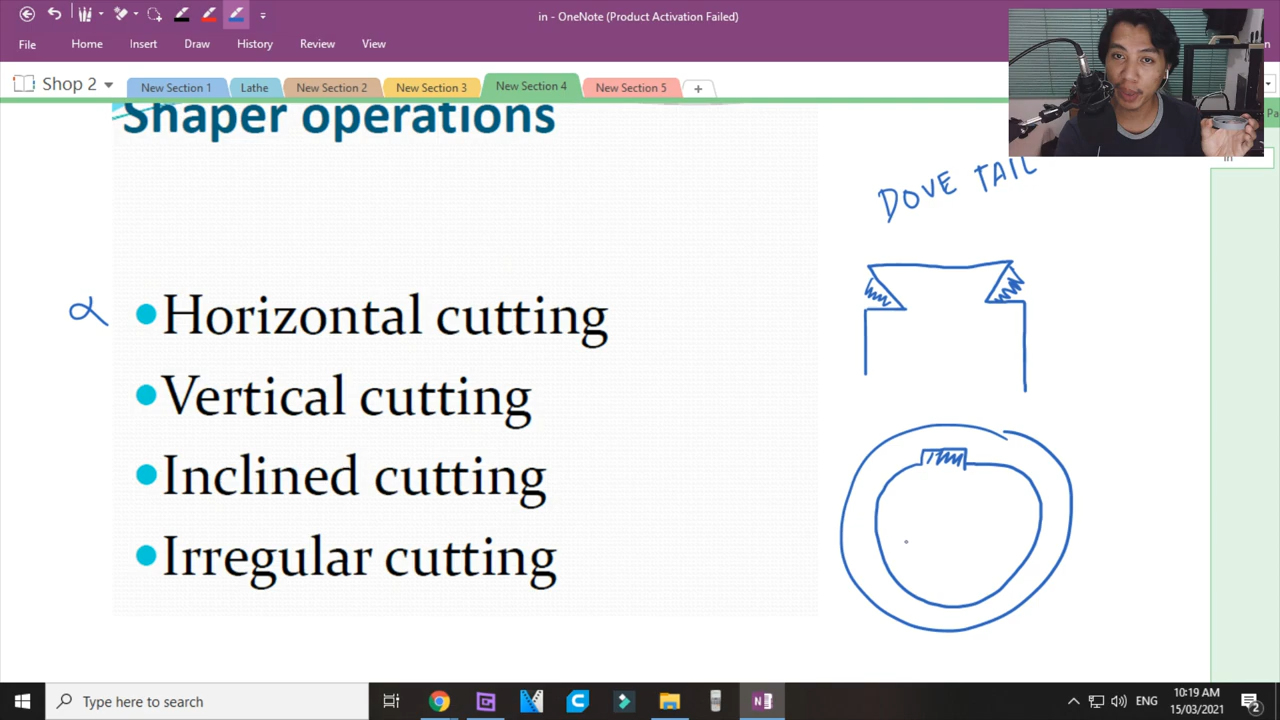 in - OneNote (Product Activation Failed)
File Home Insert Draw History Review View
Shop 2 New Section 1 Lathe New Section 2 New Section 3 New Section 4 New Section 5 +
Shaper operations
DOVE TAIL
α •Horizontal cutting
•Vertical cutting
•Inclined cutting
•Irregular cutting
Type here to search
ENG
10:19 AM
15/03/2021
2